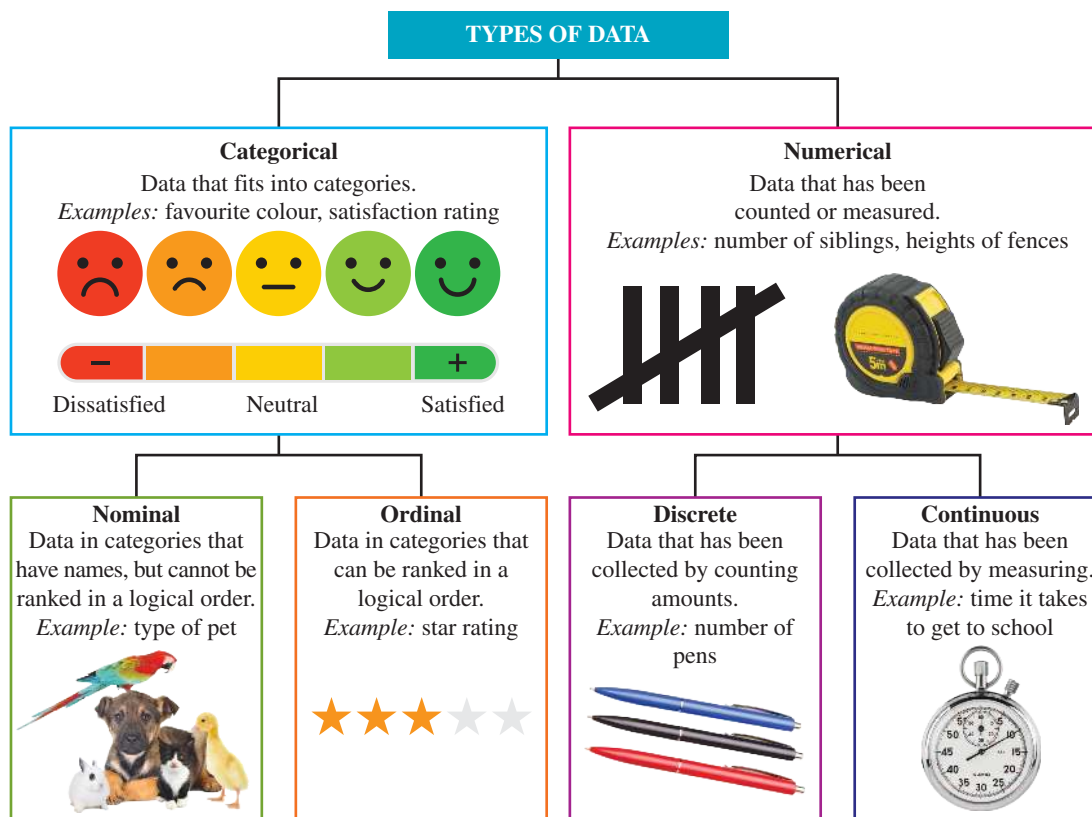 TYPES OF DATA
Categorical
Data that fits into categories.
Examples: favourite colour, satisfaction rating
−
+
Dissatisfied
Neutral
Satisfied
Numerical
Data that has been
counted or measured.
Examples: number of siblings, heights of fences
5m
Nominal
Data in categories that
have names, but cannot be
ranked in a logical order.
Example: type of pet
Ordinal
Data in categories that
can be ranked in a
logical order.
Example: star rating
Discrete
Data that has been
collected by counting
amounts.
Example: number of
pens
Continuous
Data that has been
collected by measuring.
Example: time it takes
to get to school
10
15
20
25
30
35
40
45
50
55